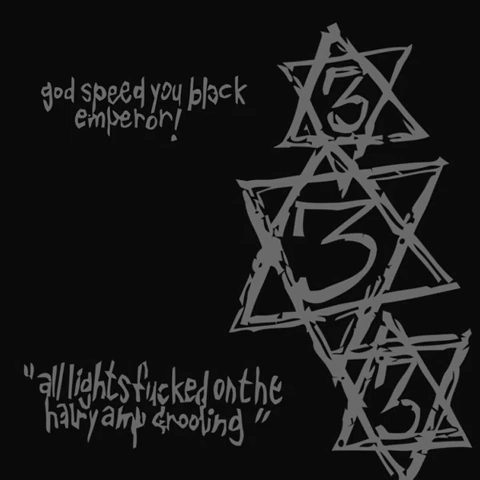 god speed you black
emperor!
3
3
3
"all lights fucked on the
hairy amp drooling"